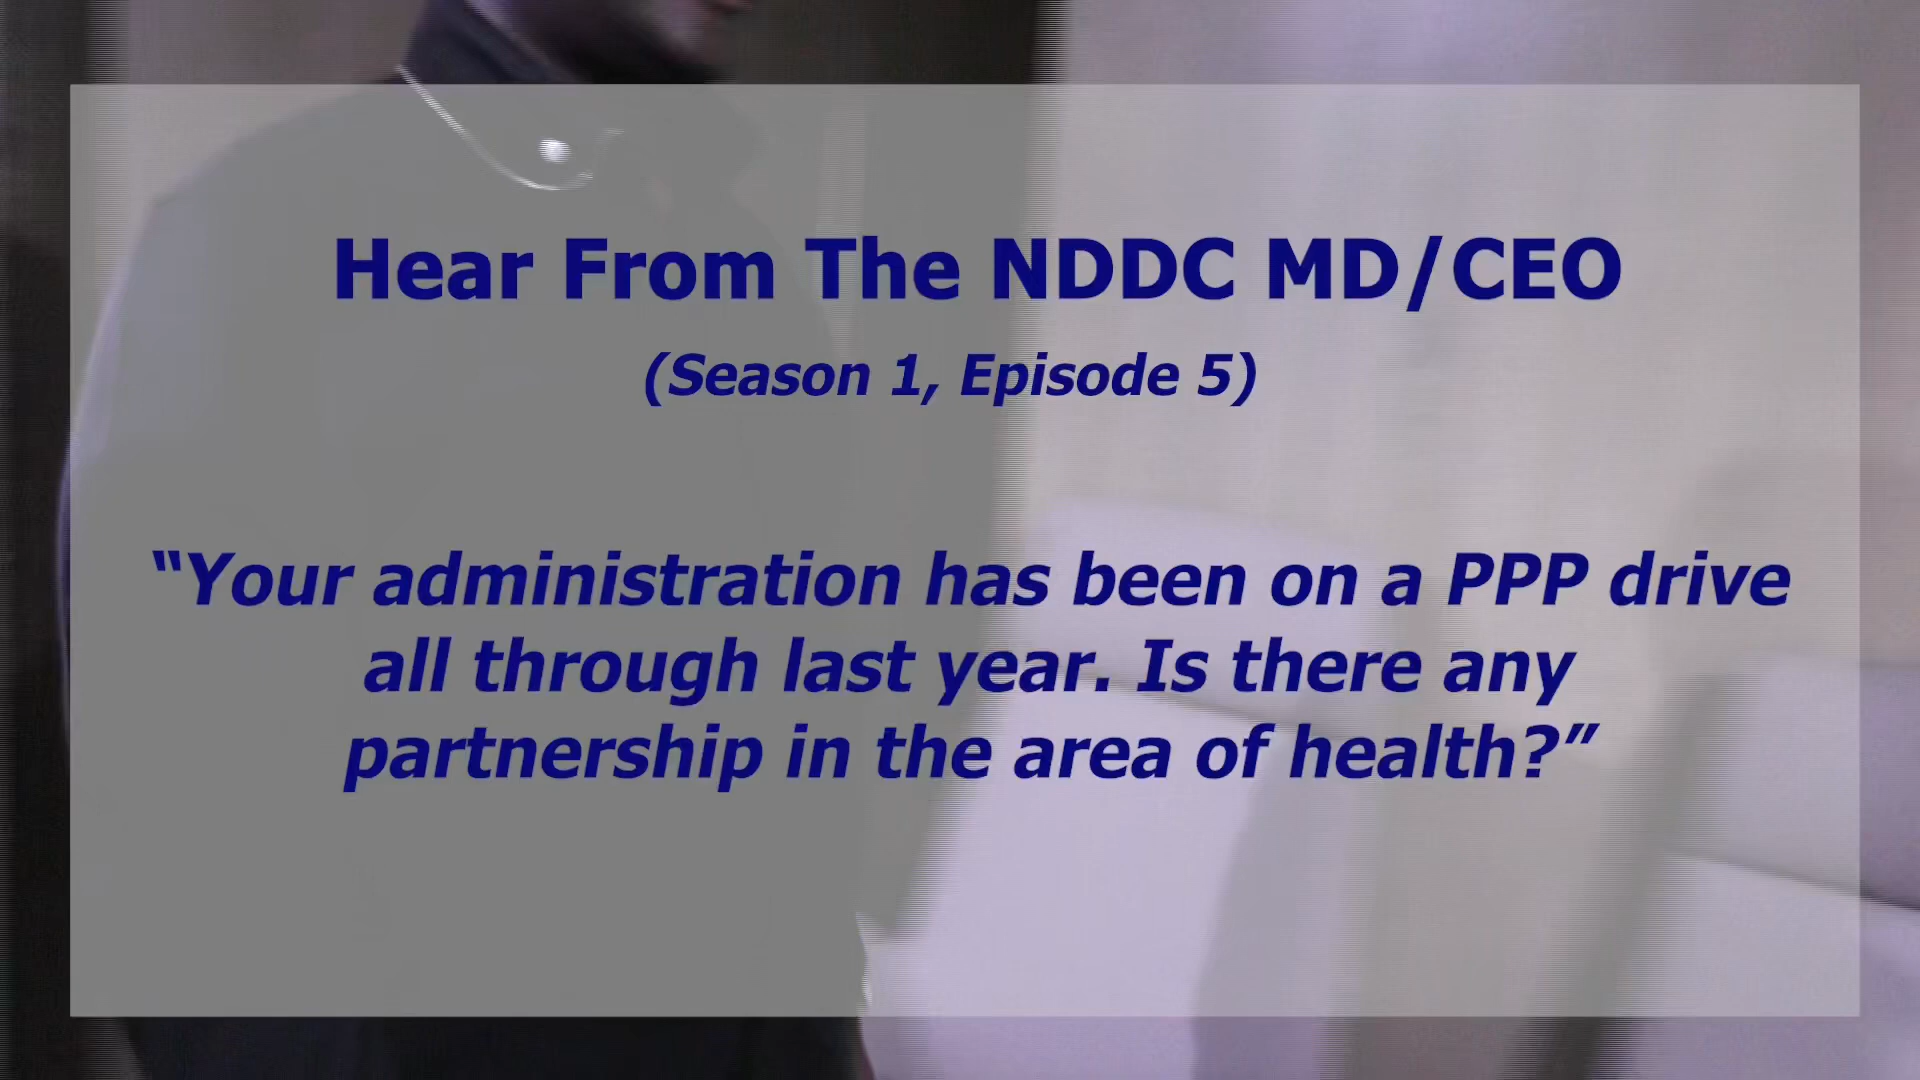 Hear From The NDDC MD/CEO
(Season 1, Episode 5)
“Your administration has been on a PPP drive
all through last year. Is there any
partnership in the area of health?”